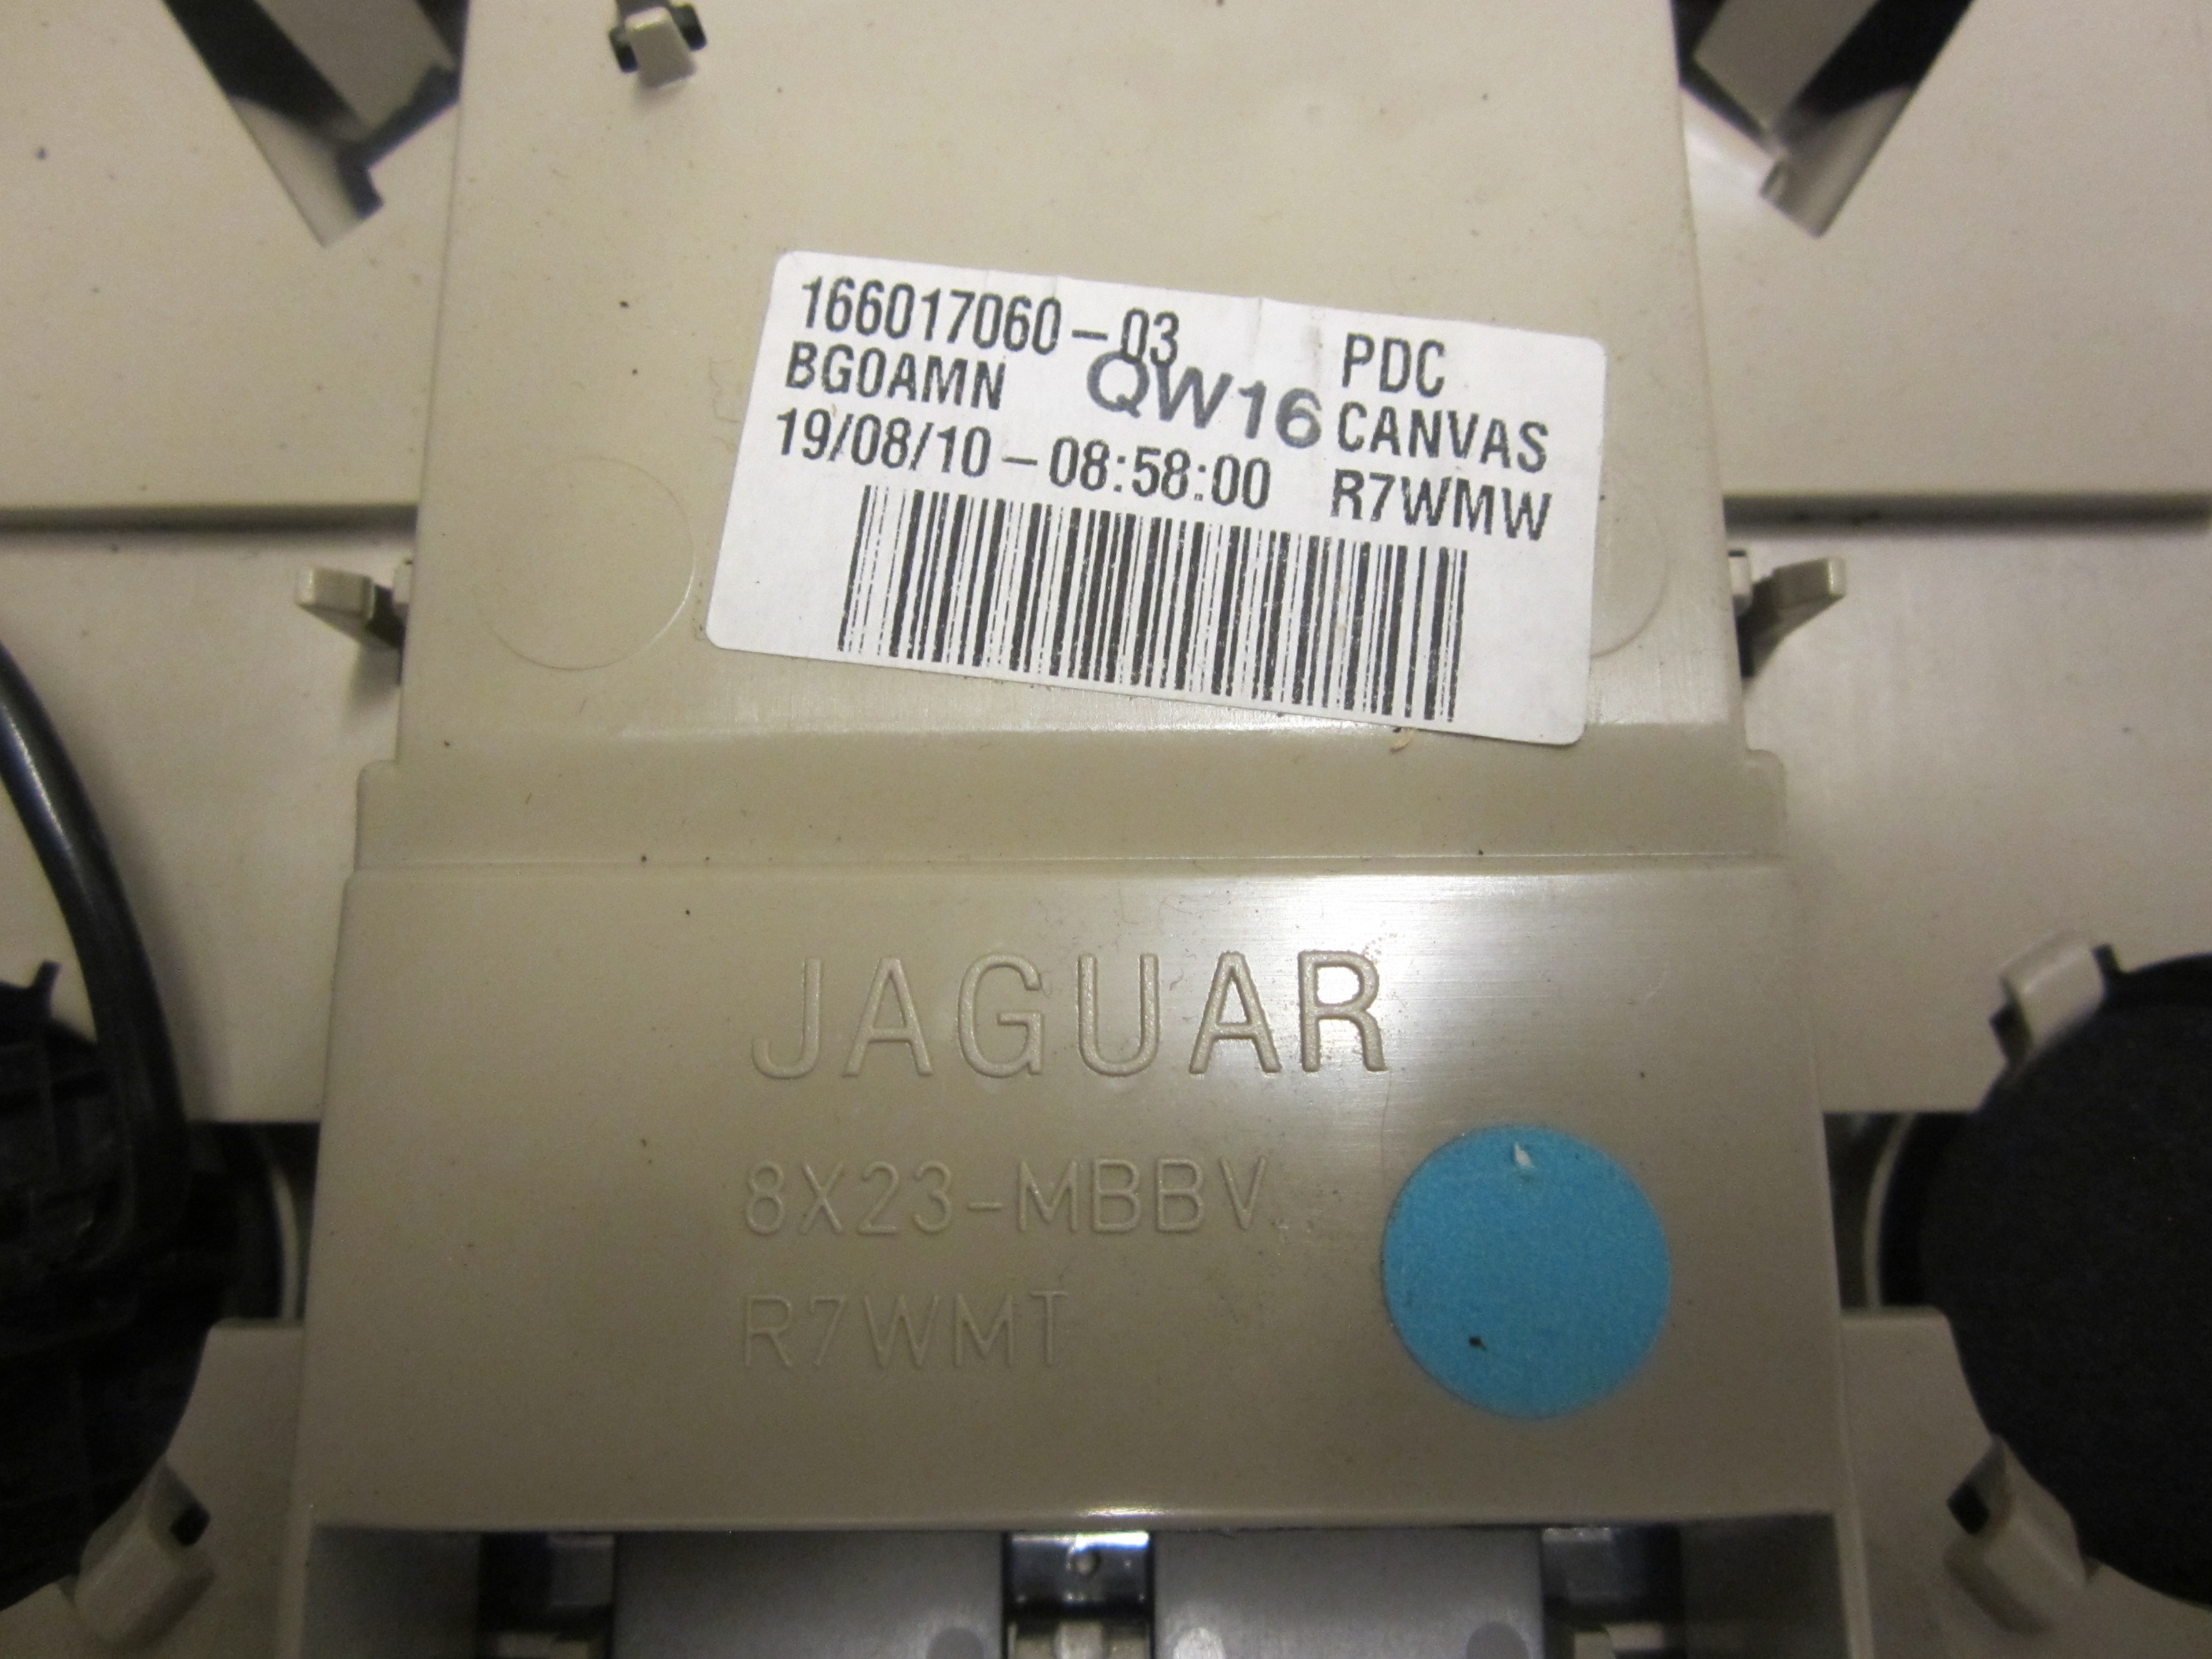 166017060-03 PDC
BG0AMN QW16 CANVAS
19/08/10-08:58:00 R7WMW
JAGUAR
8X23-MBBV
R7WMT